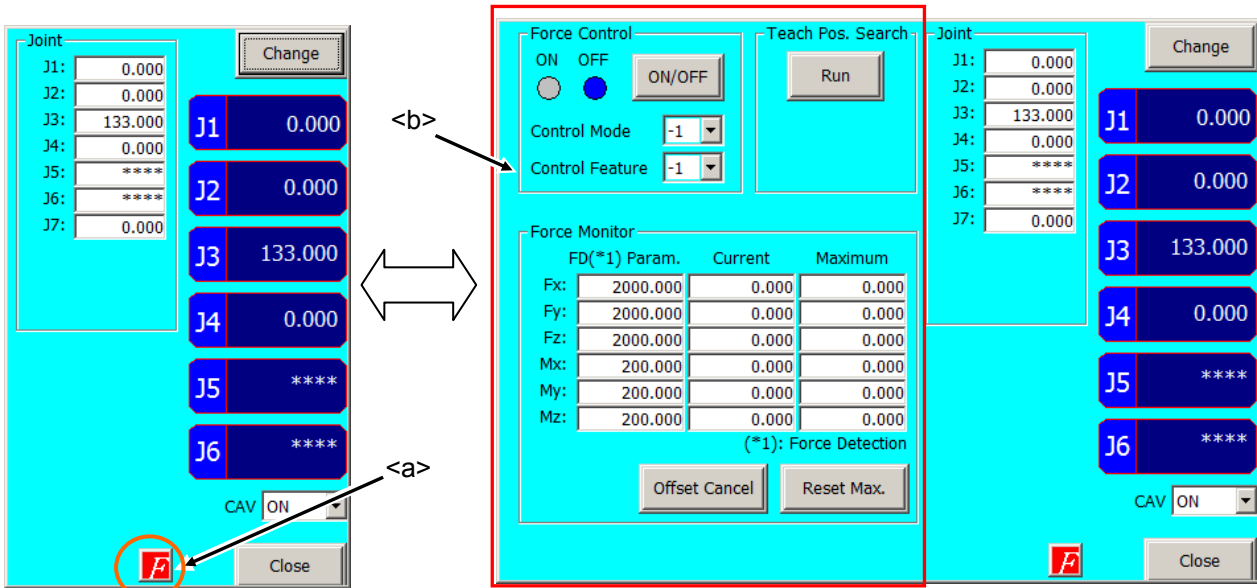 Joint
Change
J1: 0.000
J2: 0.000
J3: 133.000
J4: 0.000
J5: ****
J6: ****
J7: 0.000
J1 0.000
J2 0.000
J3 133.000
J4 0.000
J5 ****
J6 ****
CAV ON
F
Close
<a>
<b>
Force Control
ON OFF
ON/OFF
Control Mode -1
Control Feature -1
Teach Pos. Search
Run
Force Monitor
FD(*1) Param. Current Maximum
Fx: 2000.000 0.000 0.000
Fy: 2000.000 0.000 0.000
Fz: 2000.000 0.000 0.000
Mx: 200.000 0.000 0.000
My: 200.000 0.000 0.000
Mz: 200.000 0.000 0.000
(*1): Force Detection
Offset Cancel Reset Max.
Joint
Change
J1: 0.000
J2: 0.000
J3: 133.000
J4: 0.000
J5: ****
J6: ****
J7: 0.000
J1 0.000
J2 0.000
J3 133.000
J4 0.000
J5 ****
J6 ****
CAV ON
F
Close